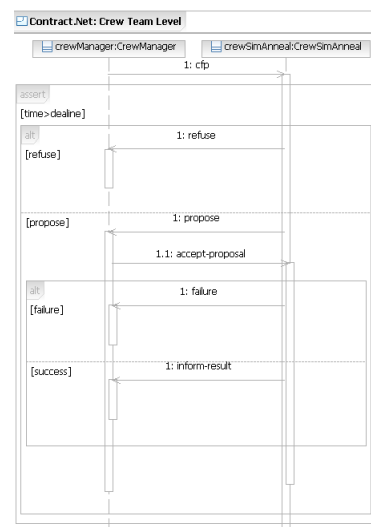 Contract.Net: Crew Team Level
crewManager:CrewManager
crewSimAnneal:CrewSimAnneal
1: cfp
assert
[time>dealine]
alt
1: refuse
[refuse]
1: propose
[propose]
1.1: accept-proposal
alt
1: failure
[failure]
1: inform-result
[success]